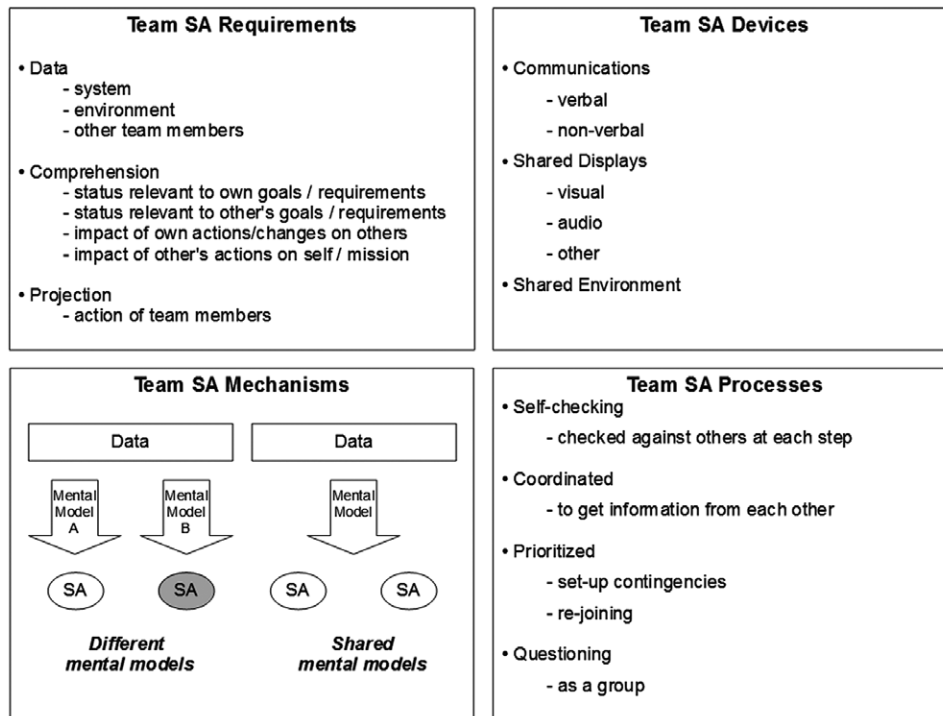 Team SA Requirements
• Data
- system
- environment
- other team members
• Comprehension
- status relevant to own goals / requirements
- status relevant to other's goals / requirements
- impact of own actions/changes on others
- impact of other's actions on self / mission
• Projection
- action of team members
Team SA Devices
• Communications
- verbal
- non-verbal
• Shared Displays
- visual
- audio
- other
• Shared Environment
Team SA Mechanisms
Data
Data
Mental
Model
A
Mental
Model
B
Mental
Model
SA
SA
SA
SA
Different
mental models
Shared
mental models
Team SA Processes
• Self-checking
- checked against others at each step
• Coordinated
- to get information from each other
• Prioritized
- set-up contingencies
- re-joining
• Questioning
- as a group